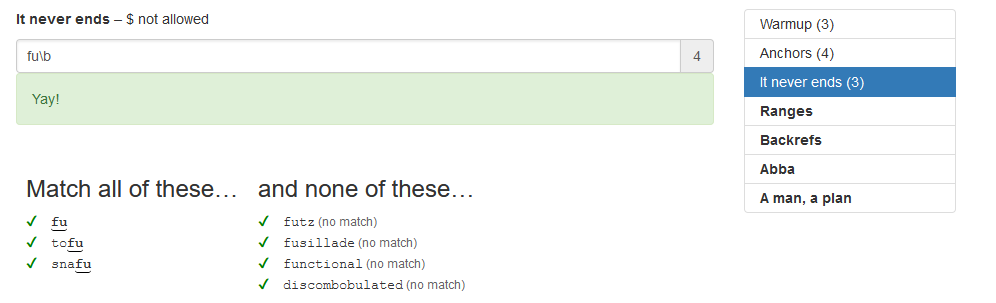 It never ends – $ not allowed
fu\b
4
Yay!
Match all of these…
✔ fu
✔ tofu
✔ snafu
and none of these…
✔ futz (no match)
✔ fusillade (no match)
✔ functional (no match)
✔ discombobulated (no match)
Warmup (3)
Anchors (4)
It never ends (3)
Ranges
Backrefs
Abba
A man, a plan